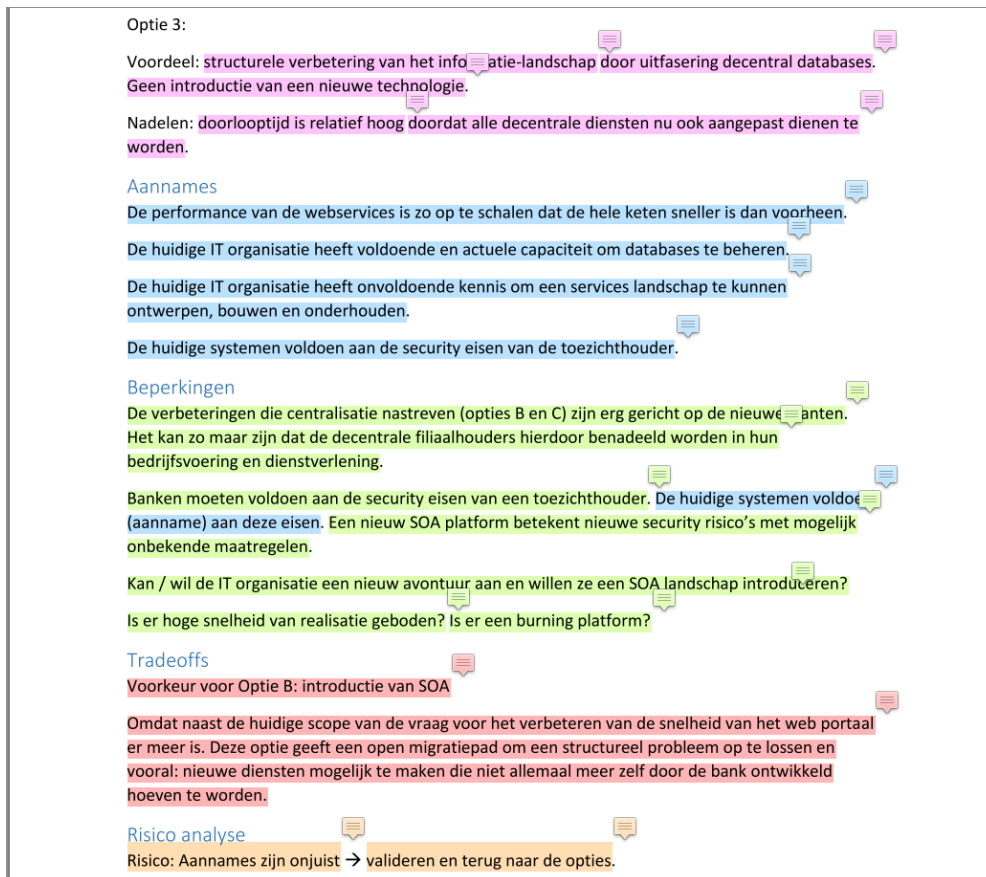 Optie 3:
Voordeel: structurele verbetering van het informatie-landschap door uitfasering decentral databases.
Geen introductie van een nieuwe technologie.
Nadelen: doorlooptijd is relatief hoog doordat alle decentrale diensten nu ook aangepast dienen te
worden.
Aannames
De performance van de webservices is zo op te schalen dat de hele keten sneller is dan voorheen.
De huidige IT organisatie heeft voldoende en actuele capaciteit om databases te beheren.
De huidige IT organisatie heeft onvoldoende kennis om een services landschap te kunnen
ontwerpen, bouwen en onderhouden.
De huidige systemen voldoen aan de security eisen van de toezichthouder.
Beperkingen
De verbeteringen die centralisatie nastreven (opties B en C) zijn erg gericht op de nieuwe klanten.
Het kan zo maar zijn dat de decentrale filiaalhouders hierdoor benadeeld worden in hun
bedrijfsvoering en dienstverlening.
Banken moeten voldoen aan de security eisen van een toezichthouder. De huidige systemen voldoen
(aanname) aan deze eisen. Een nieuw SOA platform betekent nieuwe security risico's met mogelijk
onbekende maatregelen.
Kan / wil de IT organisatie een nieuw avontuur aan en willen ze een SOA landschap introduceren?
Is er hoge snelheid van realisatie geboden? Is er een burning platform?
Tradeoffs
Voorkeur voor Optie B: introductie van SOA
Omdat naast de huidige scope van de vraag voor het verbeteren van de snelheid van het web portaal
er meer is. Deze optie geeft een open migratiepad om een structureel probleem op te lossen en
vooral: nieuwe diensten mogelijk te maken die niet allemaal meer zelf door de bank ontwikkeld
hoeven te worden.
Risico analyse
Risico: Aannames zijn onjuist → valideren en terug naar de opties.